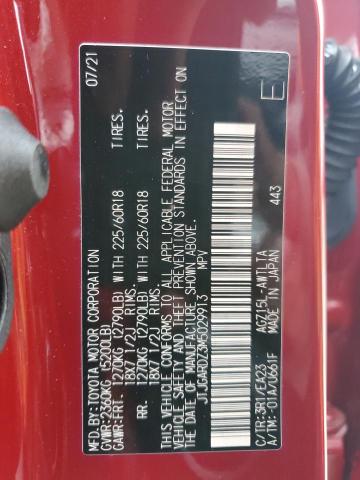 MFD.BY:TOYOTA MOTOR CORPORATION 07/21
GVWR:2360KG (5200LB)
GAWR:FRT. 1270KG (2790LB) WITH 225/60R18 TIRES.
18X7 1/2J RIMS.
RR. 1270KG (2790LB) WITH 225/60R18 TIRES.
18X7 1/2J RIMS.
THIS VEHICLE CONFORMS TO ALL APPLICABLE FEDERAL MOTOR
VEHICLE SAFETY AND THEFT PREVENTION STANDARDS IN EFFECT ON
THE DATE OF MANUFACTURE SHOWN ABOVE.
JTJGARDZ3M5029913 MPV
C/TR:3R1/EA23 AGZ15L-AWTLTA
A/TM:-01A/U661F MADE IN JAPAN 443
E